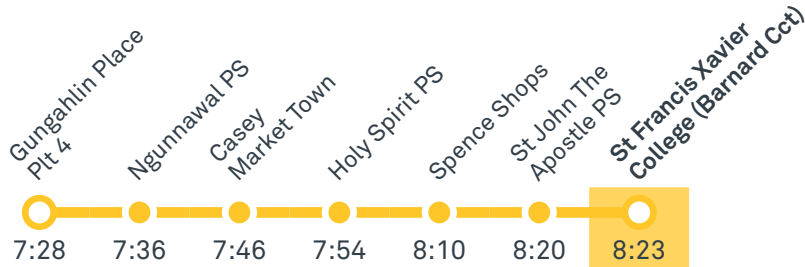 Gungahlin Place
Plt 4
Ngunnawal PS
Casey
Market Town
Holy Spirit PS
Spence Shops
St John The
Apostle PS
St Francis Xavier
College (Barnard Cct)
7:28
7:36
7:46
7:54
8:10
8:20
8:23